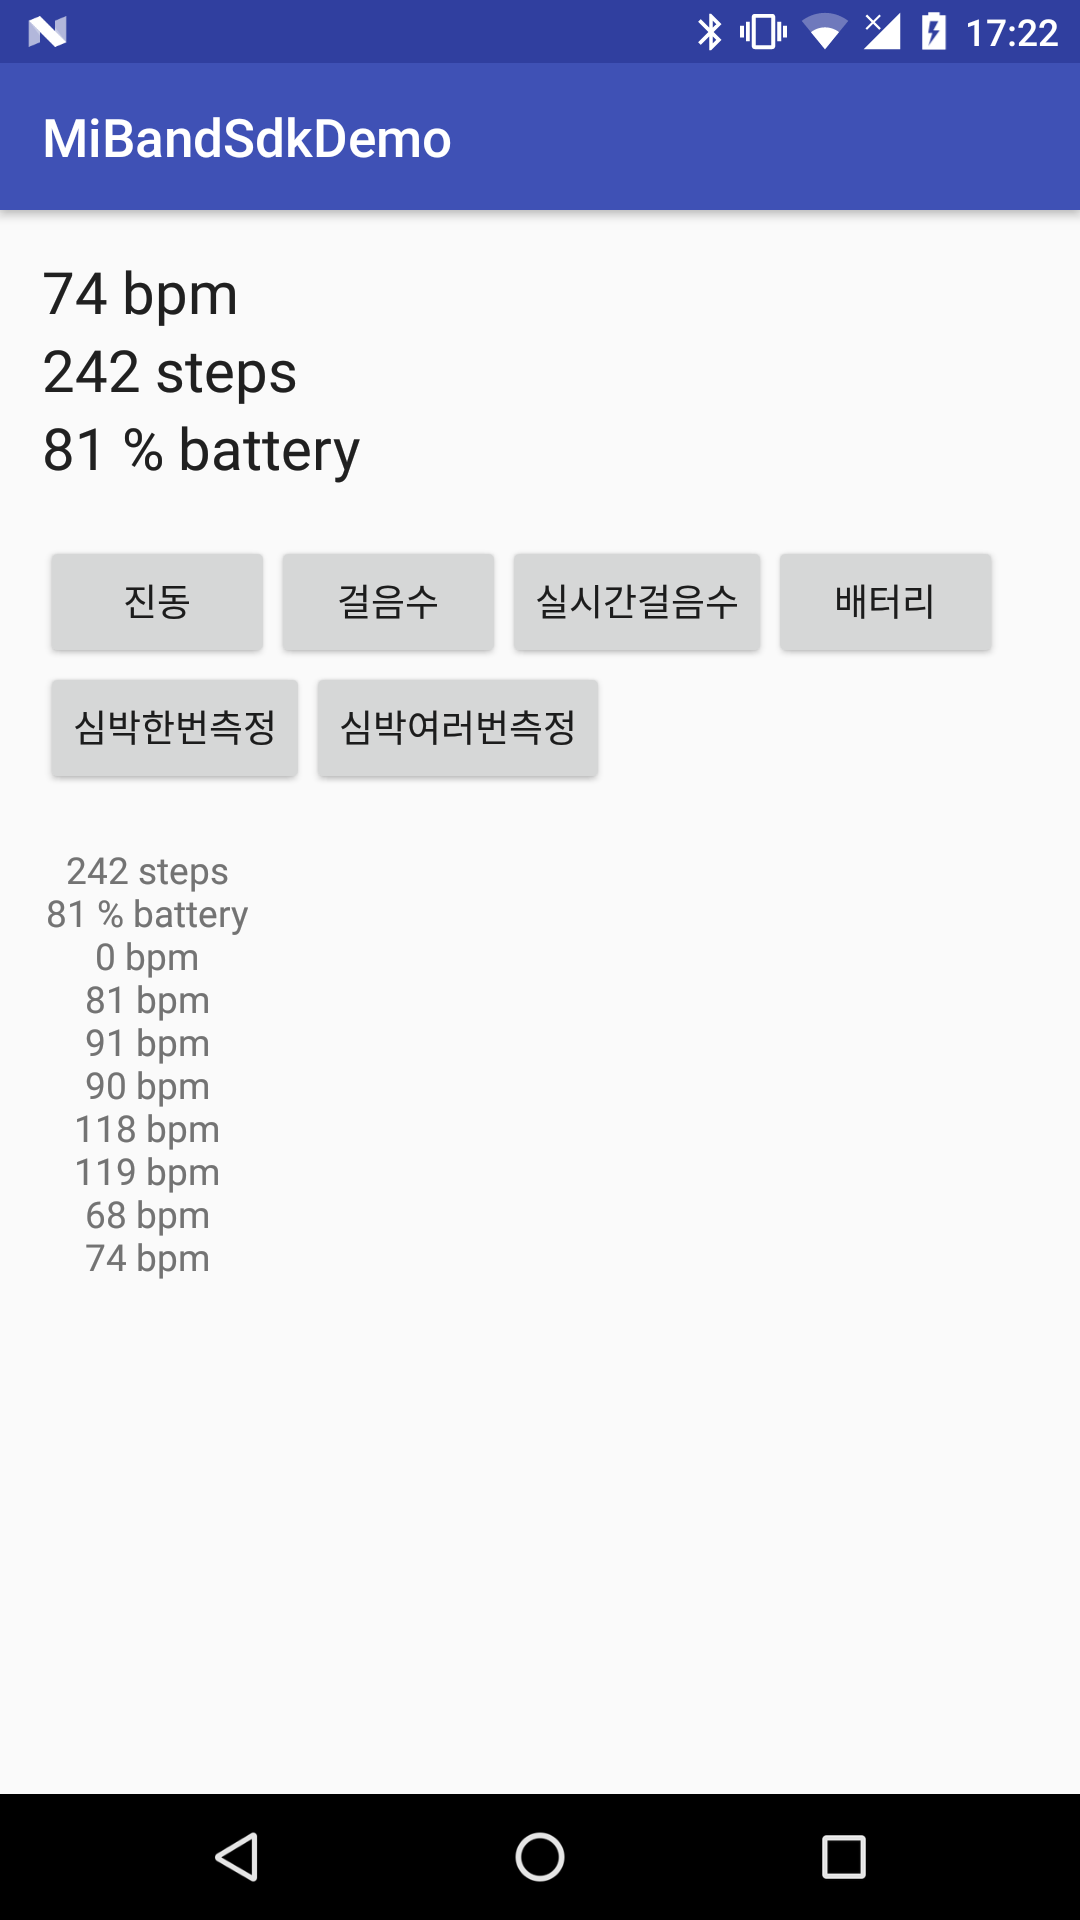 17:22
MiBandSdkDemo
74 bpm
242 steps
81 % battery
진동 걸음수 실시간걸음수 배터리
심박한번측정 심박여러번측정
242 steps
81 % battery
0 bpm
81 bpm
91 bpm
90 bpm
118 bpm
119 bpm
68 bpm
74 bpm